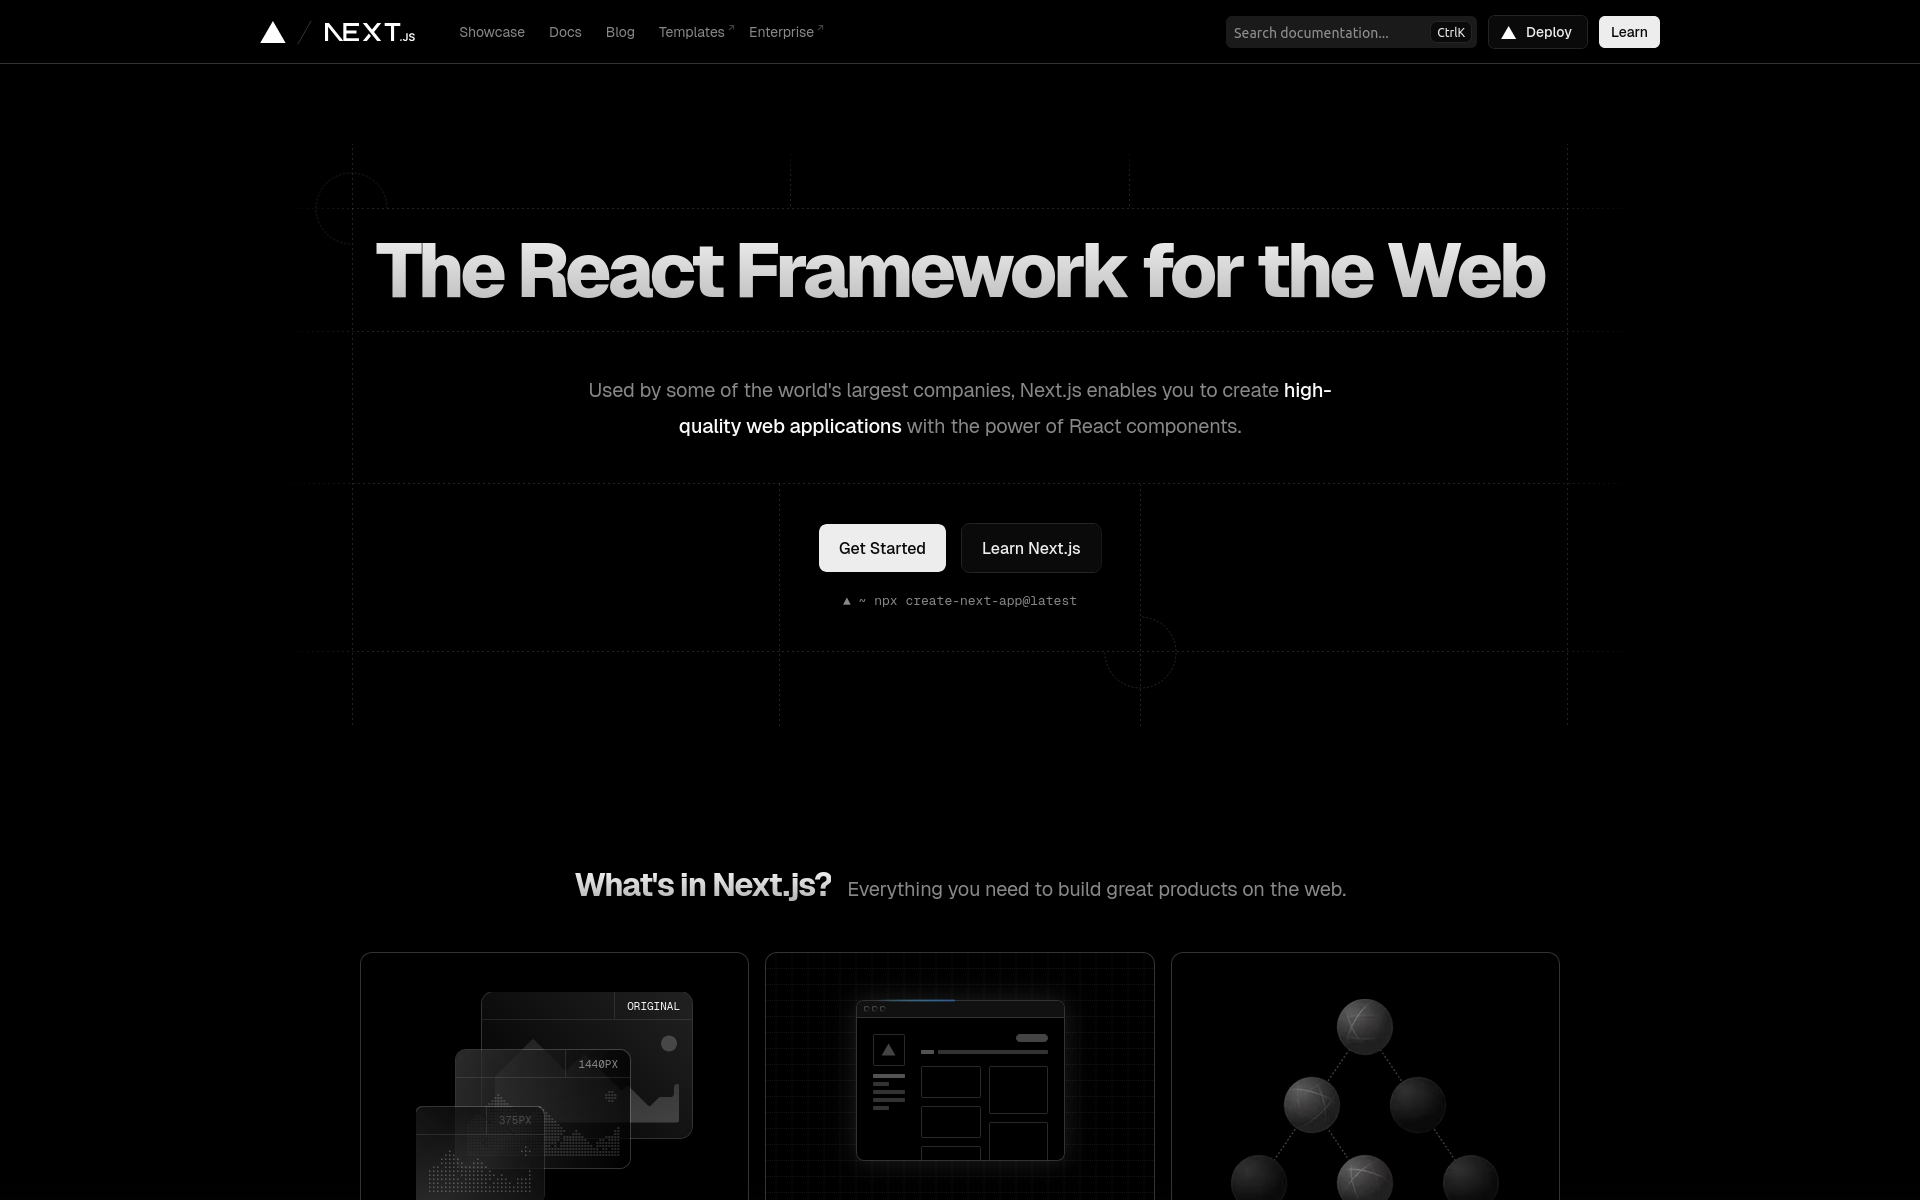 NEXT.JS
Showcase Docs Blog Templates Enterprise
Search documentation... CtrlK Deploy Learn
The React Framework for the Web
Used by some of the world's largest companies, Next.js enables you to create high-
quality web applications with the power of React components.
Get Started Learn Next.js
▲ ~ npx create-next-app@latest
What's in Next.js? Everything you need to build great products on the web.
ORIGINAL
1440PX
375PX